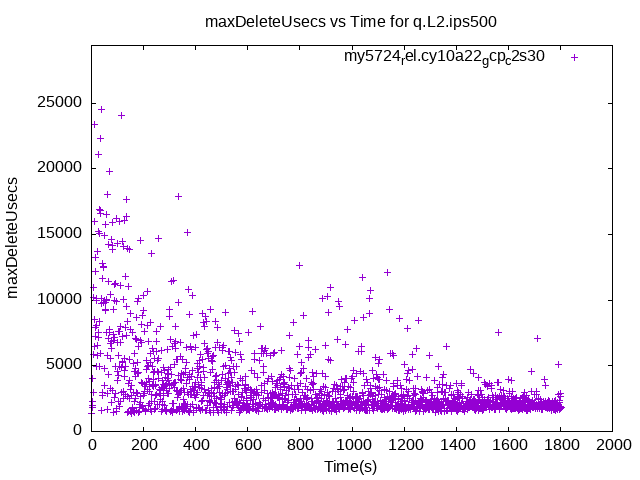 maxDeleteUsecs vs Time for q.L2.ips500
my5724rel.cy10a22gcpc2s30
25000
20000
15000
10000
5000
0
maxDeleteUsecs
0 200 400 600 800 1000 1200 1400 1600 1800 2000
Time(s)